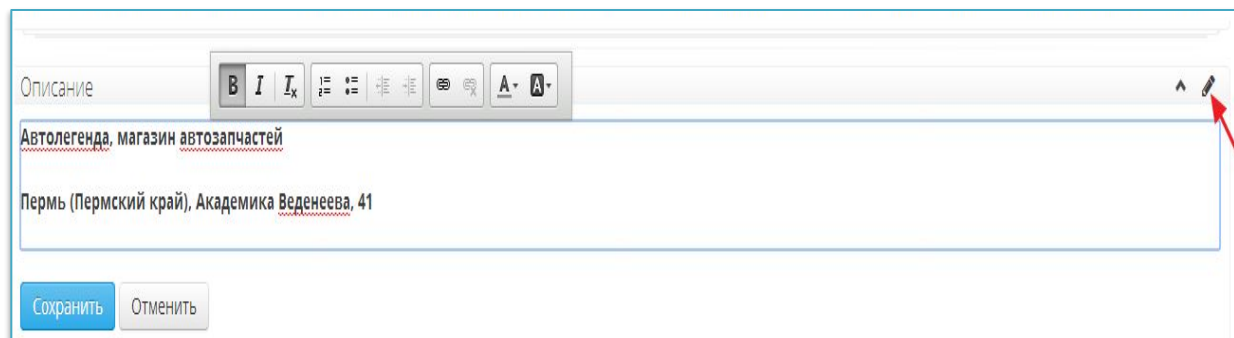 Описание
Автолегенда, магазин автозапчастей
Пермь (Пермский край), Академика Веденеева, 41
Сохранить Отменить